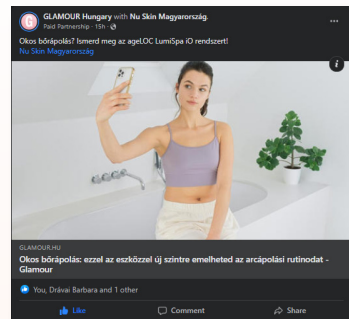 GLAMOUR Hungary with Nu Skin Magyarország.
Paid Partnership · 15h ·
Okos bőrápolás? Ismerd meg az ageLOC LumiSpa iO rendszert!
Nu Skin Magyarország
GLAMOUR.HU
Okos bőrápolás: ezzel az eszközzel új szintre emelheted az arcápolási rutinodat -
Glamour
You, Drávai Barbara and 1 other
Like
Comment
Share